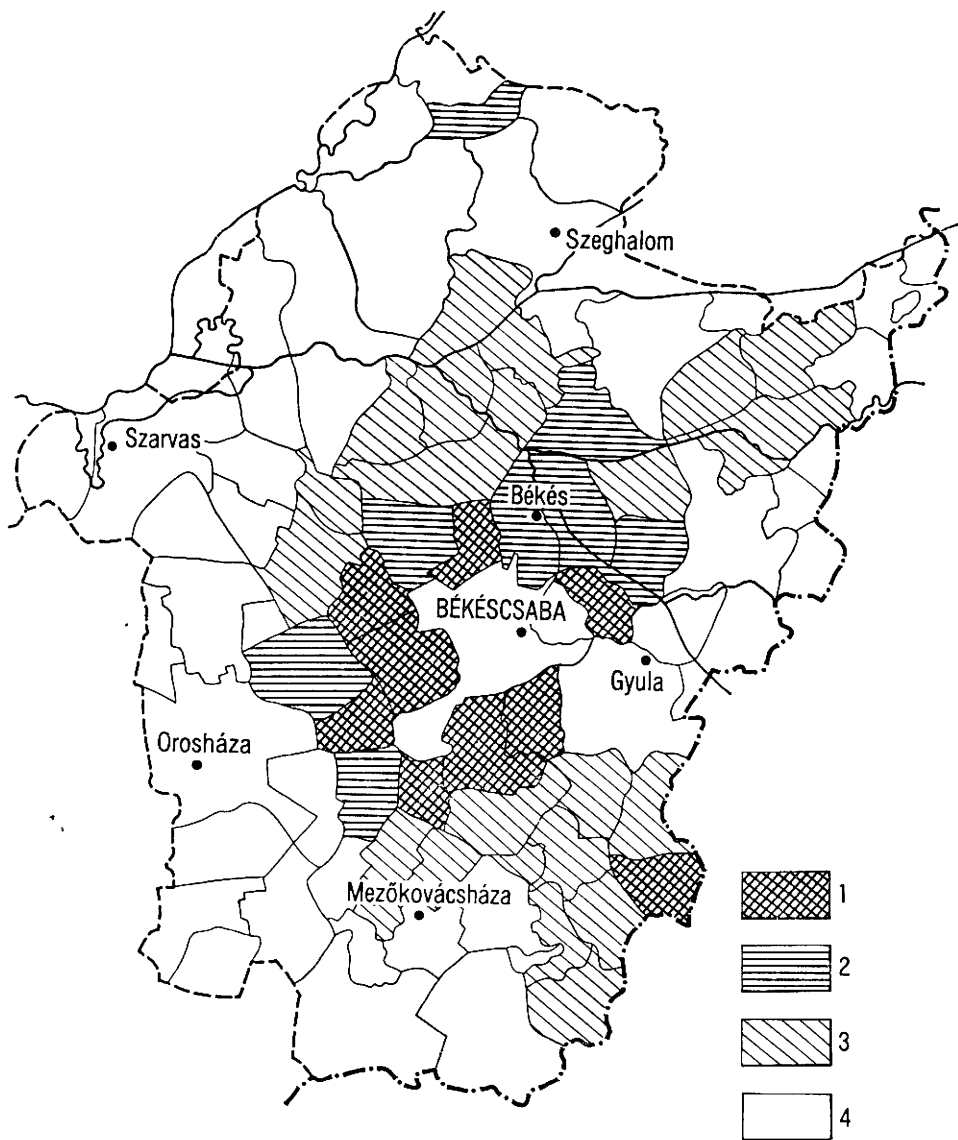 Szeghalom
Szarvas
Békés
BÉKÉSCSABA
Gyula
Orosháza
Mezőkovácsháza
1
2
3
4